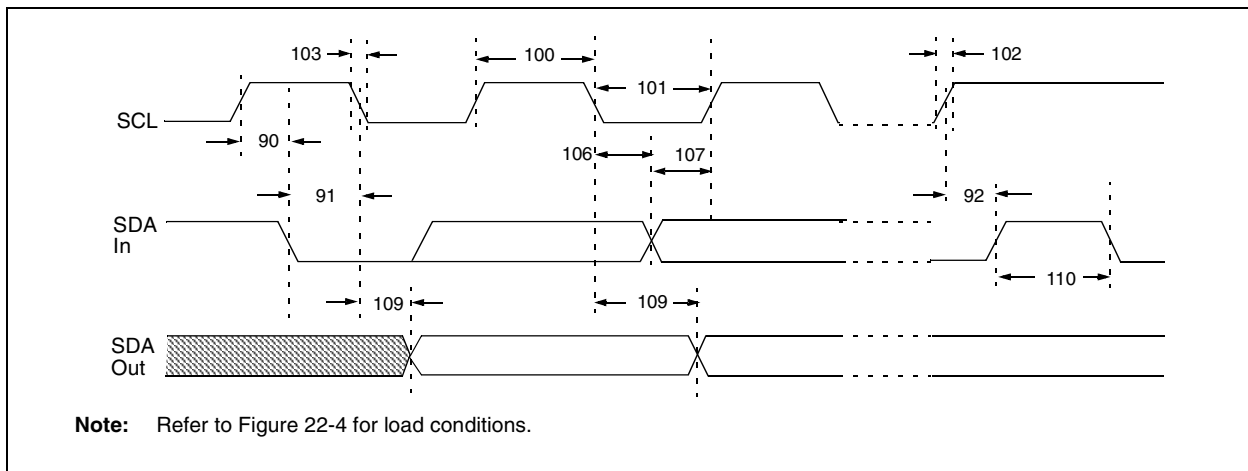 103
100
102
101
SCL
90
106
107
91
92
SDA
In
110
109
109
SDA
Out
Note: Refer to Figure 22-4 for load conditions.